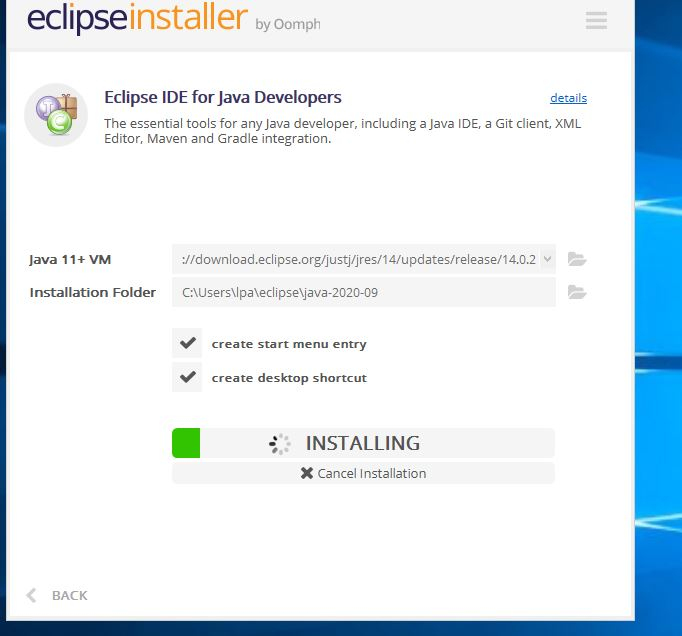 eclipseinstaller by Oomph
Eclipse IDE for Java Developers details
The essential tools for any Java developer, including a Java IDE, a Git client, XML
Editor, Maven and Gradle integration.
Java 11+ VM ://download.eclipse.org/justj/jres/14/updates/release/14.0.2
Installation Folder C:\Users\lpa\eclipse\java-2020-09
create start menu entry
create desktop shortcut
INSTALLING
Cancel Installation
BACK